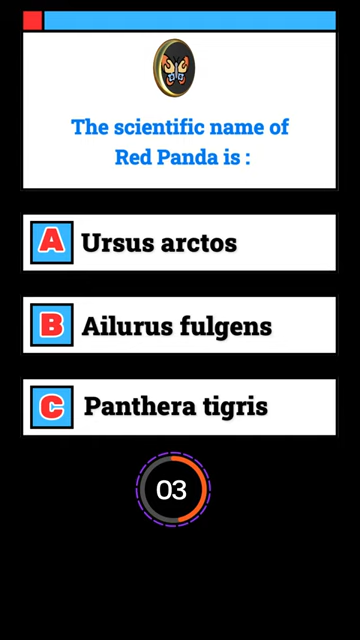 The scientific name of
Red Panda is :
A Ursus arctos
B Ailurus fulgens
C Panthera tigris
03